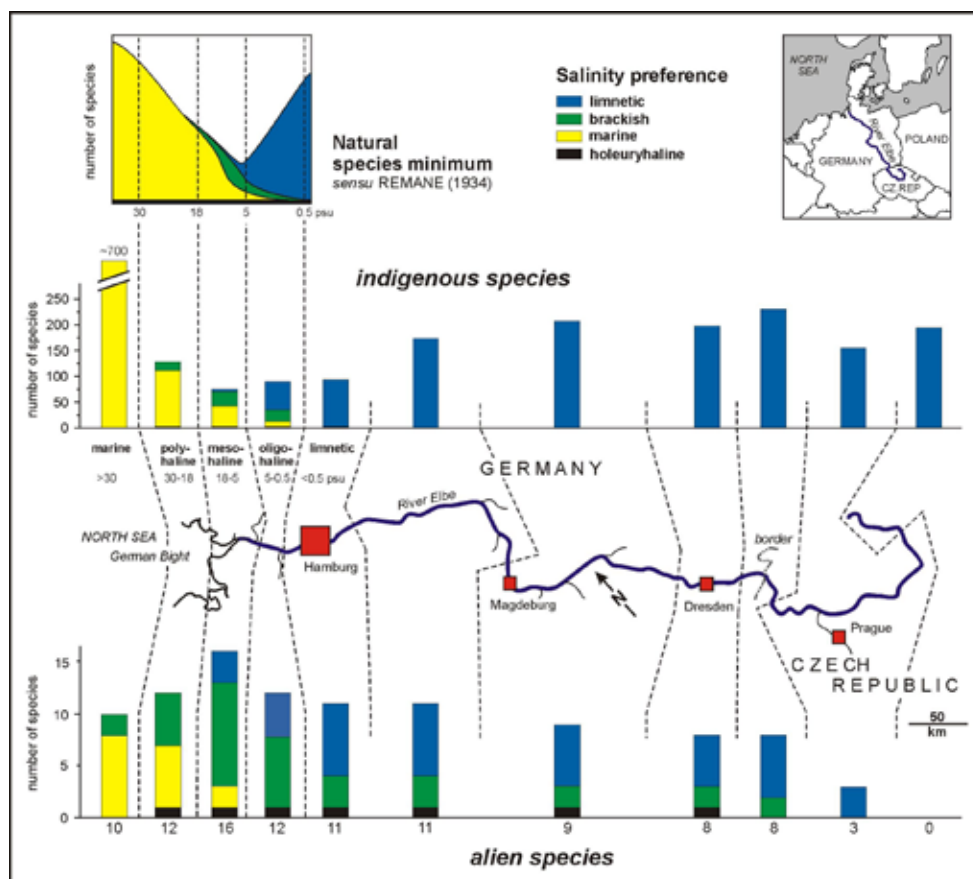 number of species
30
18
5
0.5 psu
Natural
species minimum
sensu REMANE (1934)
Salinity preference
limnetic
brackish
marine
holeuryhaline
NORTH
SEA
River Elbe
POLAND
GERMANY
CZ.REP
indigenous species
~700
number of species
250
200
150
100
50
0
marine
poly-
haline
meso-
haline
oligo-
haline
limnetic
>30
30-18
18-5
5-0.5
<0.5 psu
GERMANY
River Elbe
NORTH SEA
German Bight
Hamburg
Magdeburg
N
Dresden
border
Prague
CZECH
REPUBLIC
50
km
number of species
15
10
5
0
10 12 16 12 11 11 9 8 8 3 0
alien species